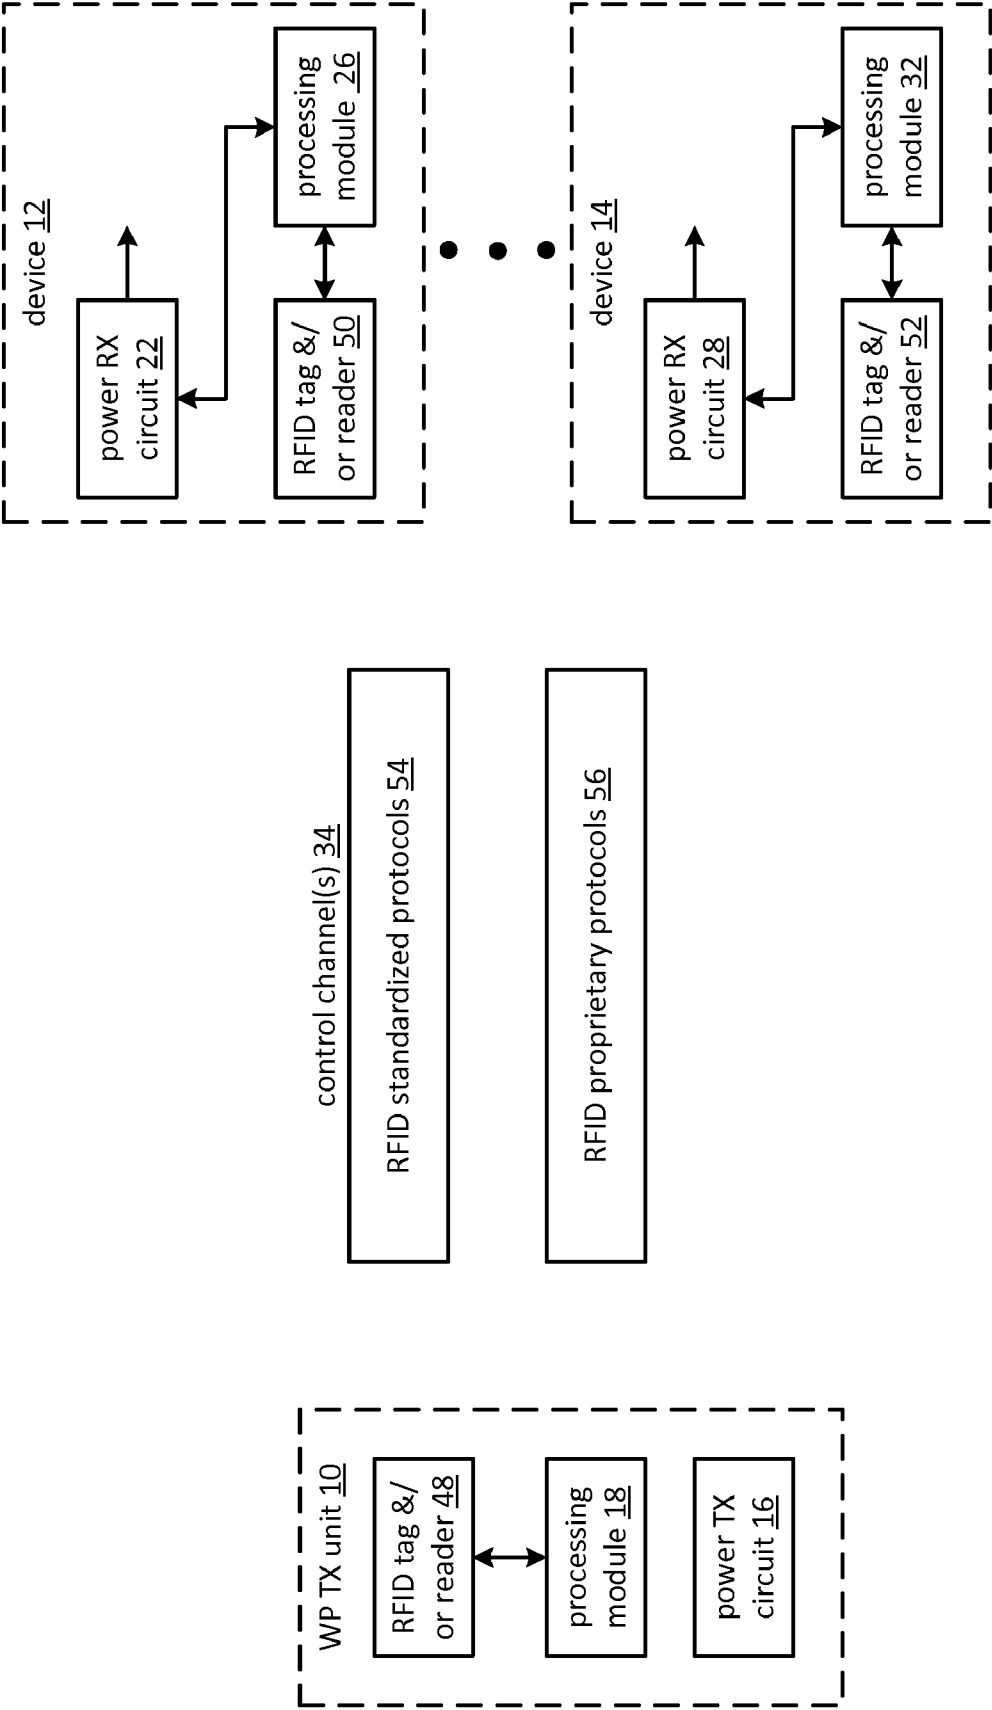 WP TX unit 10
RFID tag &/
or reader 48
processing
module 18
power TX
circuit 16
control channel(s) 34
RFID standardized protocols 54
RFID proprietary protocols 56
device 12
power RX
circuit 22
processing
module 26
RFID tag &/
or reader 50
device 14
power RX
circuit 28
processing
module 32
RFID tag &/
or reader 52